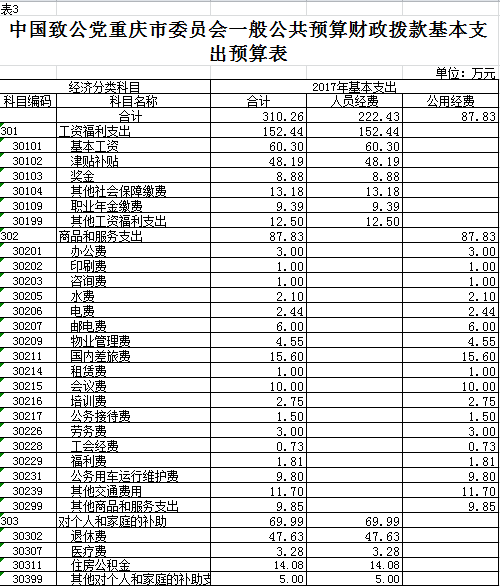 表3
中国致公党重庆市委员会一般公共预算财政拨款基本支
出预算表
单位：万元
经济分类科目 2017年基本支出
科目编码 科目名称 合计 人员经费 公用经费
合计 310.26 222.43 87.83
301 工资福利支出 152.44 152.44
30101 基本工资 60.30 60.30
30102 津贴补贴 48.19 48.19
30103 奖金 8.88 8.88
30104 其他社会保障缴费 13.18 13.18
30109 职业年金缴费 9.39 9.39
30199 其他工资福利支出 12.50 12.50
302 商品和服务支出 87.83 87.83
30201 办公费 3.00 3.00
30202 印刷费 1.00 1.00
30203 咨询费 1.00 1.00
30205 水费 2.10 2.10
30206 电费 2.44 2.44
30207 邮电费 6.00 6.00
30209 物业管理费 4.55 4.55
30211 国内差旅费 15.60 15.60
30214 租赁费 1.00 1.00
30215 会议费 10.00 10.00
30216 培训费 2.75 2.75
30217 公务接待费 1.50 1.50
30226 劳务费 3.00 3.00
30228 工会经费 0.73 0.73
30229 福利费 1.81 1.81
30231 公务用车运行维护费 9.80 9.80
30239 其他交通费用 11.70 11.70
30299 其他商品和服务支出 9.85 9.85
303 对个人和家庭的补助 69.99 69.99
30302 退休费 47.63 47.63
30307 医疗费 3.28 3.28
30311 住房公积金 14.08 14.08
30399 其他对个人和家庭的补助支 5.00 5.00